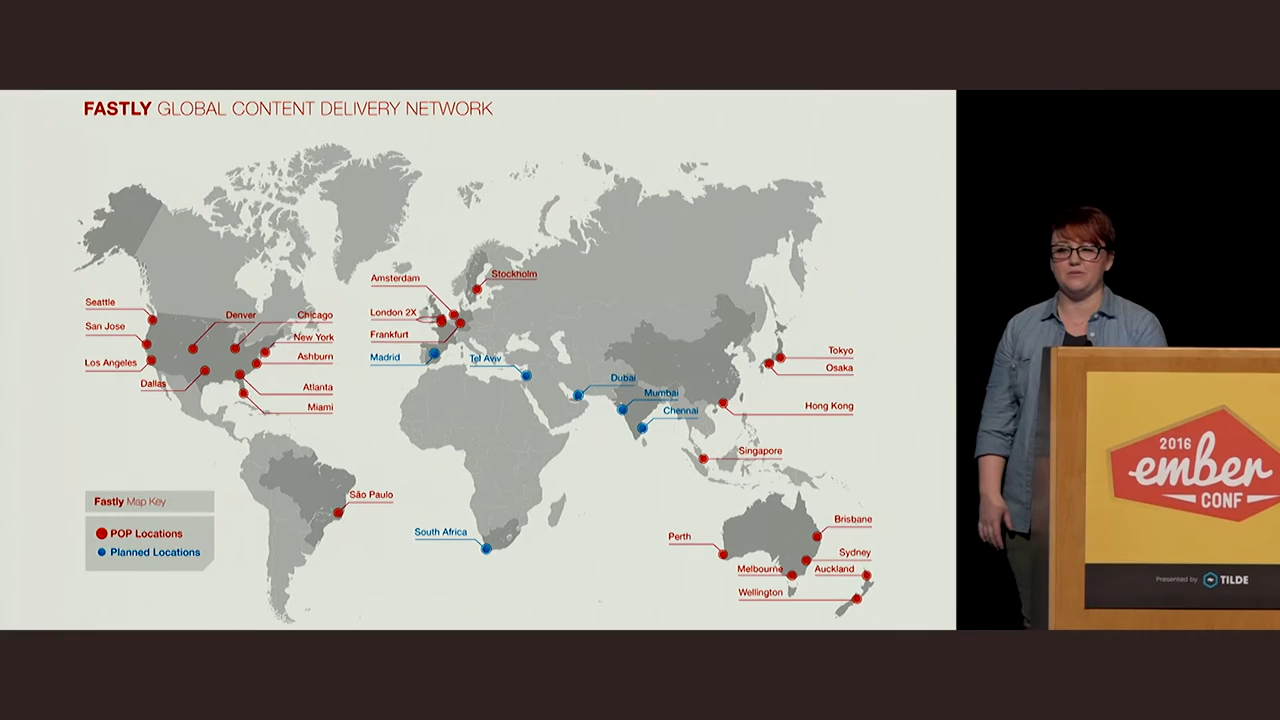 FASTLY GLOBAL CONTENT DELIVERY NETWORK
Amsterdam
Stockholm
Seattle
Denver
Chicago
London 2X
San Jose
New York
Frankfurt
Los Angeles
Ashburn
Madrid
Tel Aviv
Tokyo
Osaka
Dallas
Atlanta
Dubai
Mumbai
Miami
Chennai
Hong Kong
Singapore
São Paulo
Fastly Map Key
POP Locations
Planned Locations
South Africa
Brisbane
Perth
Sydney
Melbourne
Auckland
Wellington
2016
ember
CONF
Presented by TILDE